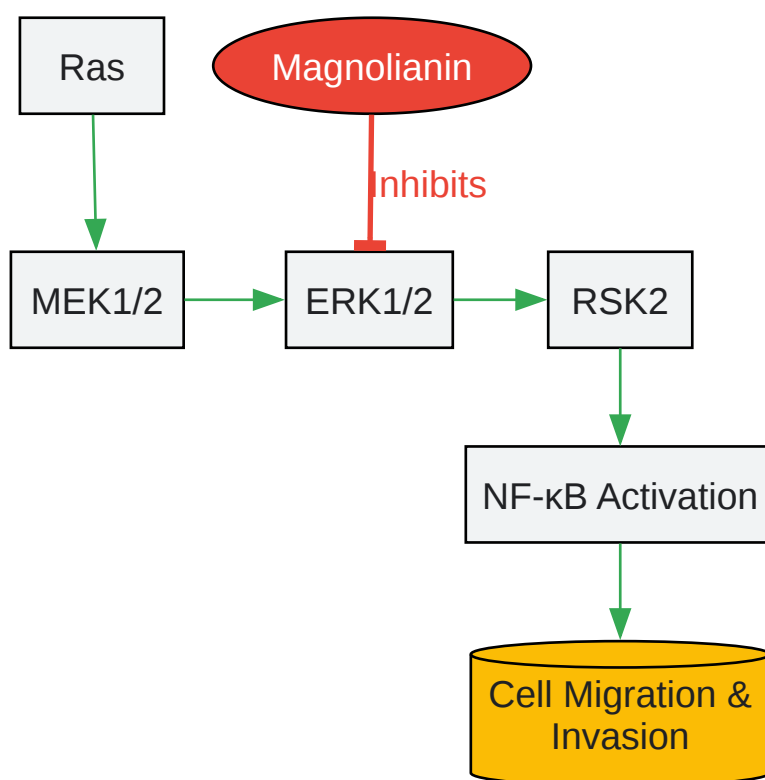 Ras
Magnolianin
Inhibits
MEK1/2
ERK1/2
RSK2
NF-κB Activation
Cell Migration &
Invasion